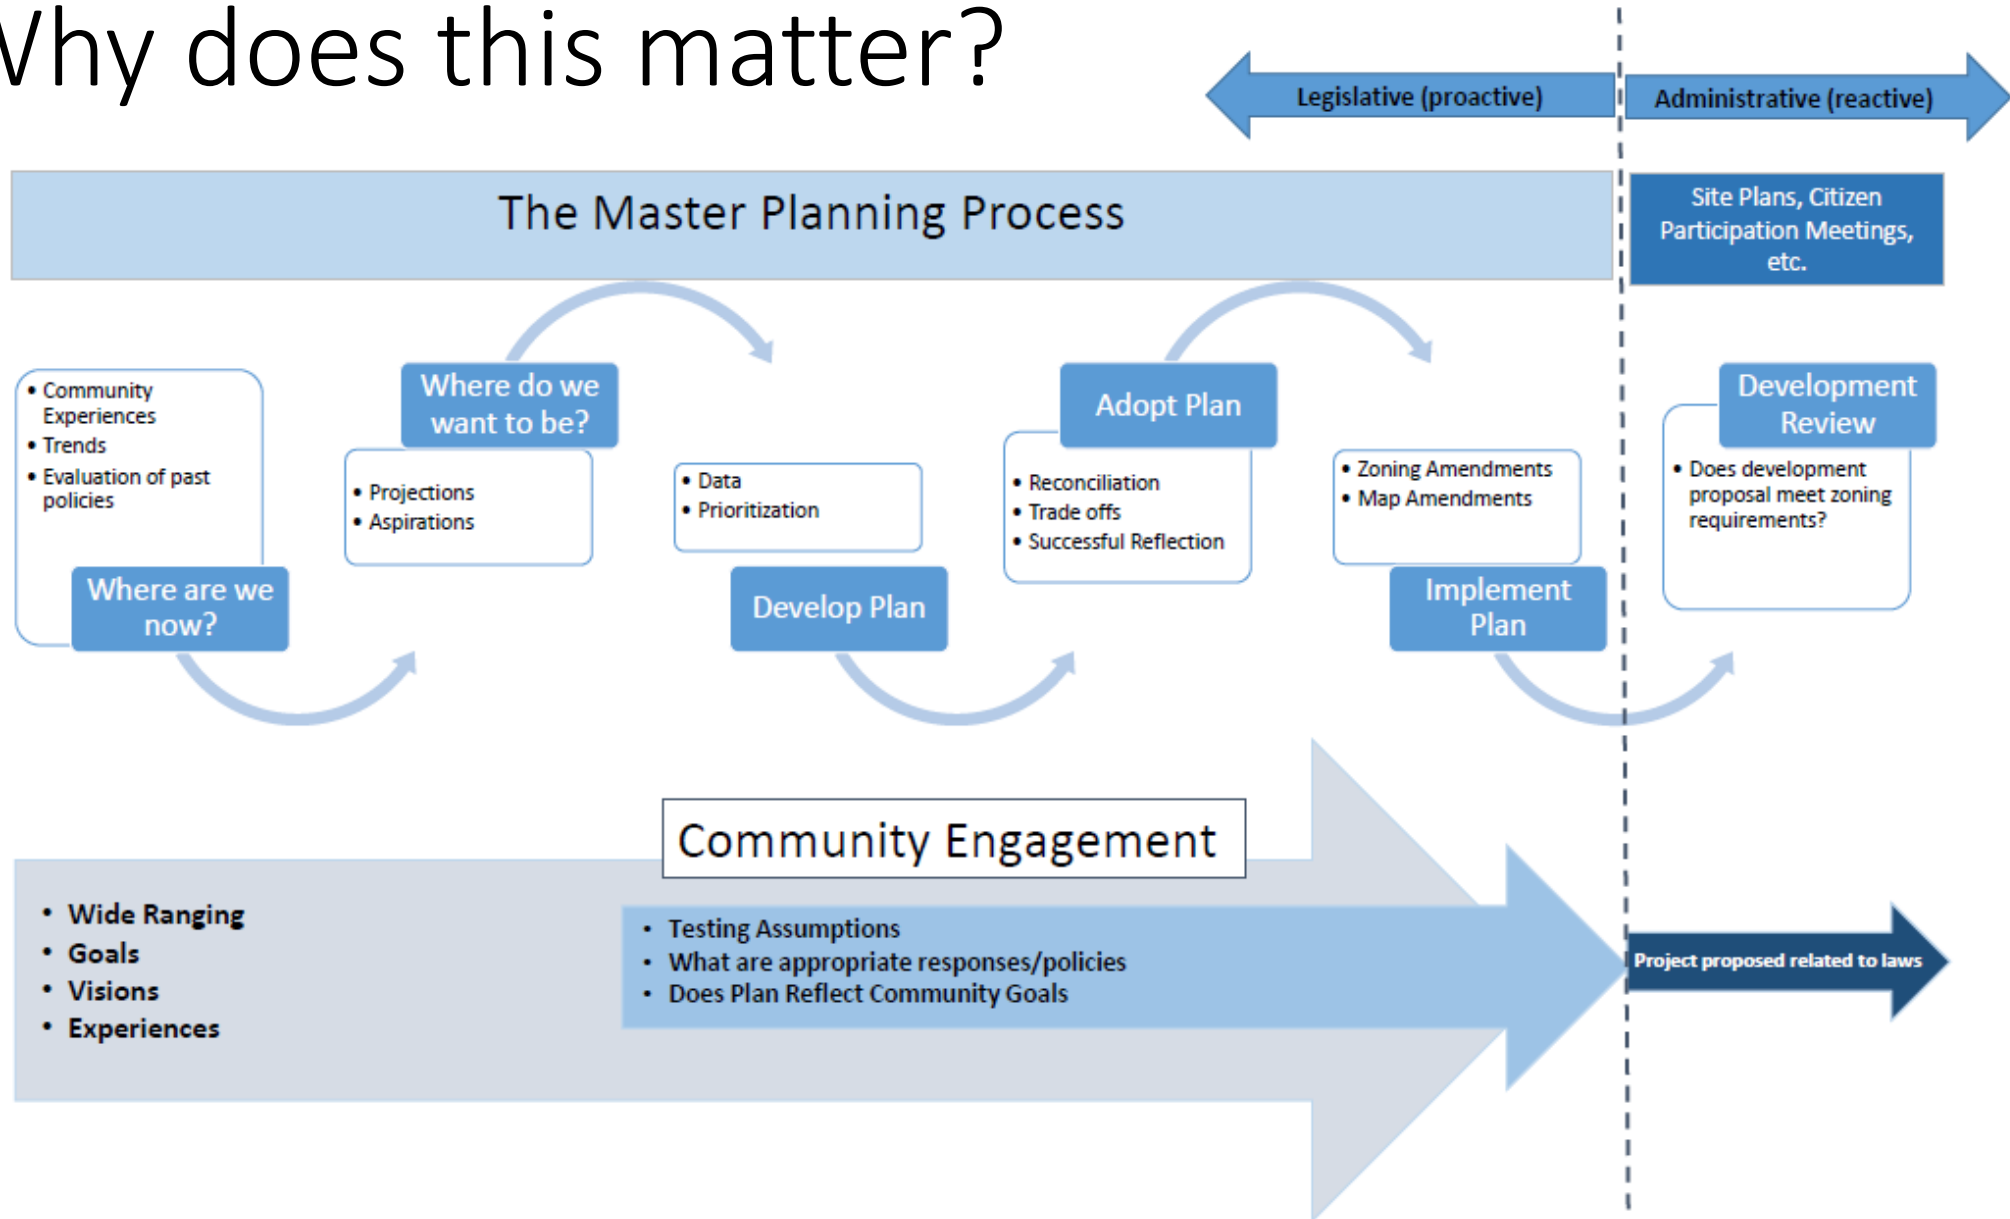 Why does this matter?
Legislative (proactive)
Administrative (reactive)
The Master Planning Process
Site Plans, Citizen
Participation Meetings,
etc.
• Community
Experiences
• Trends
• Evaluation of past
policies
Where are we
now?
Where do we
want to be?
• Projections
• Aspirations
• Data
• Prioritization
Develop Plan
Adopt Plan
• Reconciliation
• Trade offs
• Successful Reflection
• Zoning Amendments
• Map Amendments
Implement
Plan
Development
Review
• Does development
proposal meet zoning
requirements?
Community Engagement
• Wide Ranging
• Goals
• Visions
• Experiences
• Testing Assumptions
• What are appropriate responses/policies
• Does Plan Reflect Community Goals
Project proposed related to laws